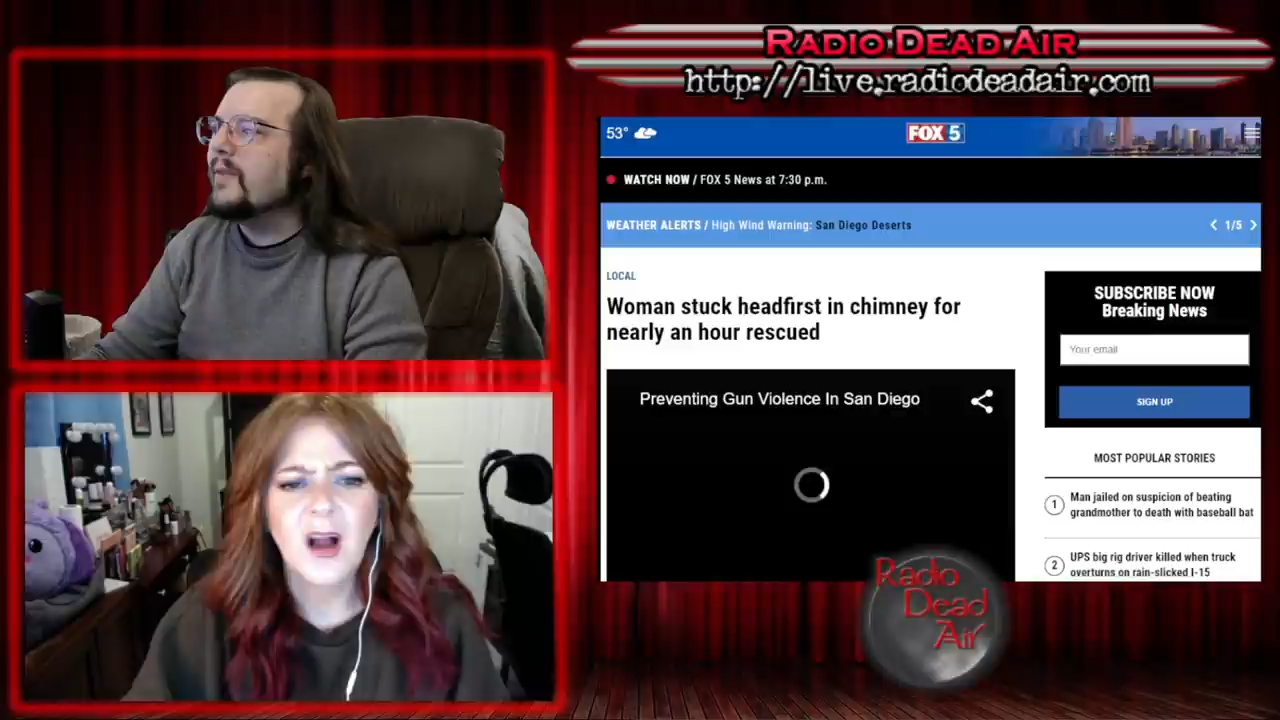 Radio Dead Air
http://live.radiodeadair.com
53°
FOX 5
WATCH NOW / FOX 5 News at 7:30 p.m.
WEATHER ALERTS / High Wind Warning: San Diego Deserts
1/5
LOCAL
Woman stuck headfirst in chimney for
nearly an hour rescued
Preventing Gun Violence In San Diego
SUBSCRIBE NOW
Breaking News
Your email
SIGN UP
MOST POPULAR STORIES
1 Man jailed on suspicion of beating
grandmother to death with baseball bat
2 UPS big rig driver killed when truck
overturns on rain-slicked I-15
Radio
Dead
Air